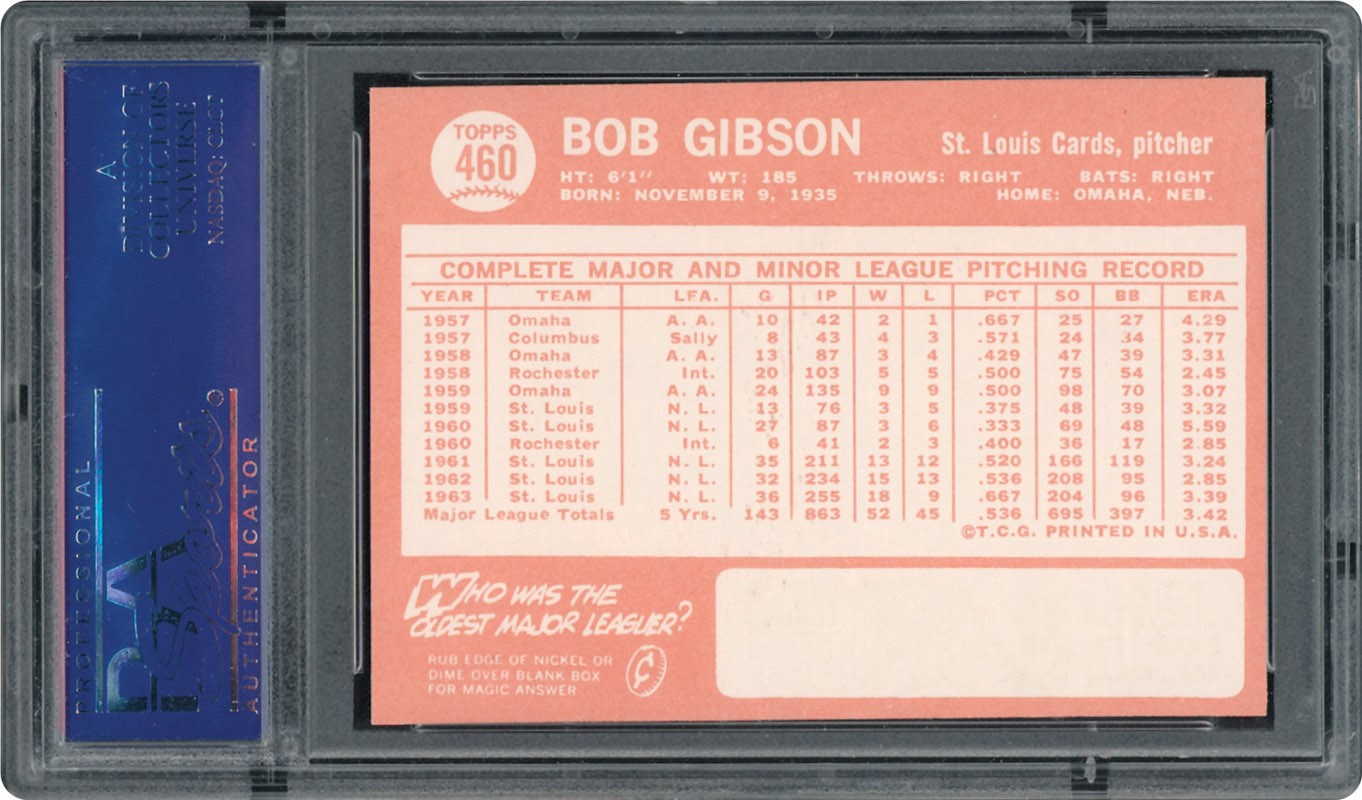 A
DIVISION OF
COLLECTORS
UNIVERSE
NASDAQ: CLCT
PROFESSIONAL
PSA
Sports
AUTHENTICATOR
TOPPS
460
BOB GIBSON
St. Louis Cards, pitcher
HT: 6'1" WT: 185 THROWS: RIGHT BATS: RIGHT
BORN: NOVEMBER 9, 1935 HOME: OMAHA, NEB.
COMPLETE MAJOR AND MINOR LEAGUE PITCHING RECORD
YEAR TEAM LEA. G IP W L PCT SO BB ERA
1957 Omaha A. A. 10 42 2 1 .667 25 27 4.29
1957 Columbus Sally 8 43 4 3 .571 24 34 3.77
1958 Omaha A. A. 13 87 3 4 .429 47 39 3.31
1958 Rochester Int. 20 103 5 5 .500 75 54 2.45
1959 Omaha A. A. 24 135 9 9 .500 98 70 3.07
1959 St. Louis N. L. 13 76 3 5 .375 48 39 3.32
1960 St. Louis N. L. 27 87 3 6 .333 69 48 5.59
1960 Rochester Int. 6 41 2 3 .400 36 17 2.85
1961 St. Louis N. L. 35 211 13 12 .520 166 119 3.24
1962 St. Louis N. L. 32 234 15 13 .536 208 95 2.85
1963 St. Louis N. L. 36 255 18 9 .667 204 96 3.39
Major League Totals 5 Yrs. 143 863 52 45 .536 695 397 3.42
©T.C.G. PRINTED IN U.S.A.
WHO WAS THE
OLDEST MAJOR LEAGUER?
RUB EDGE OF NICKEL OR
DIME OVER BLANK BOX
FOR MAGIC ANSWER
¢
PSA